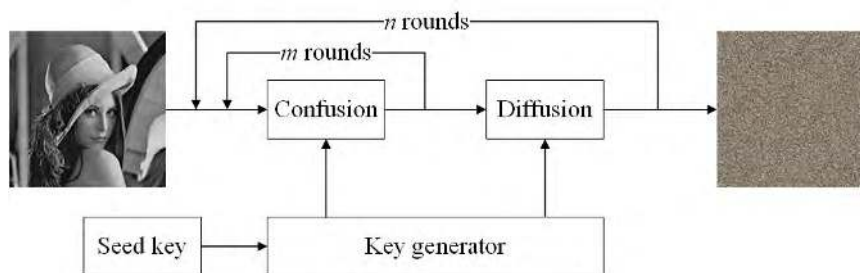 n rounds
m rounds
Confusion
Diffusion
Seed key
Key generator